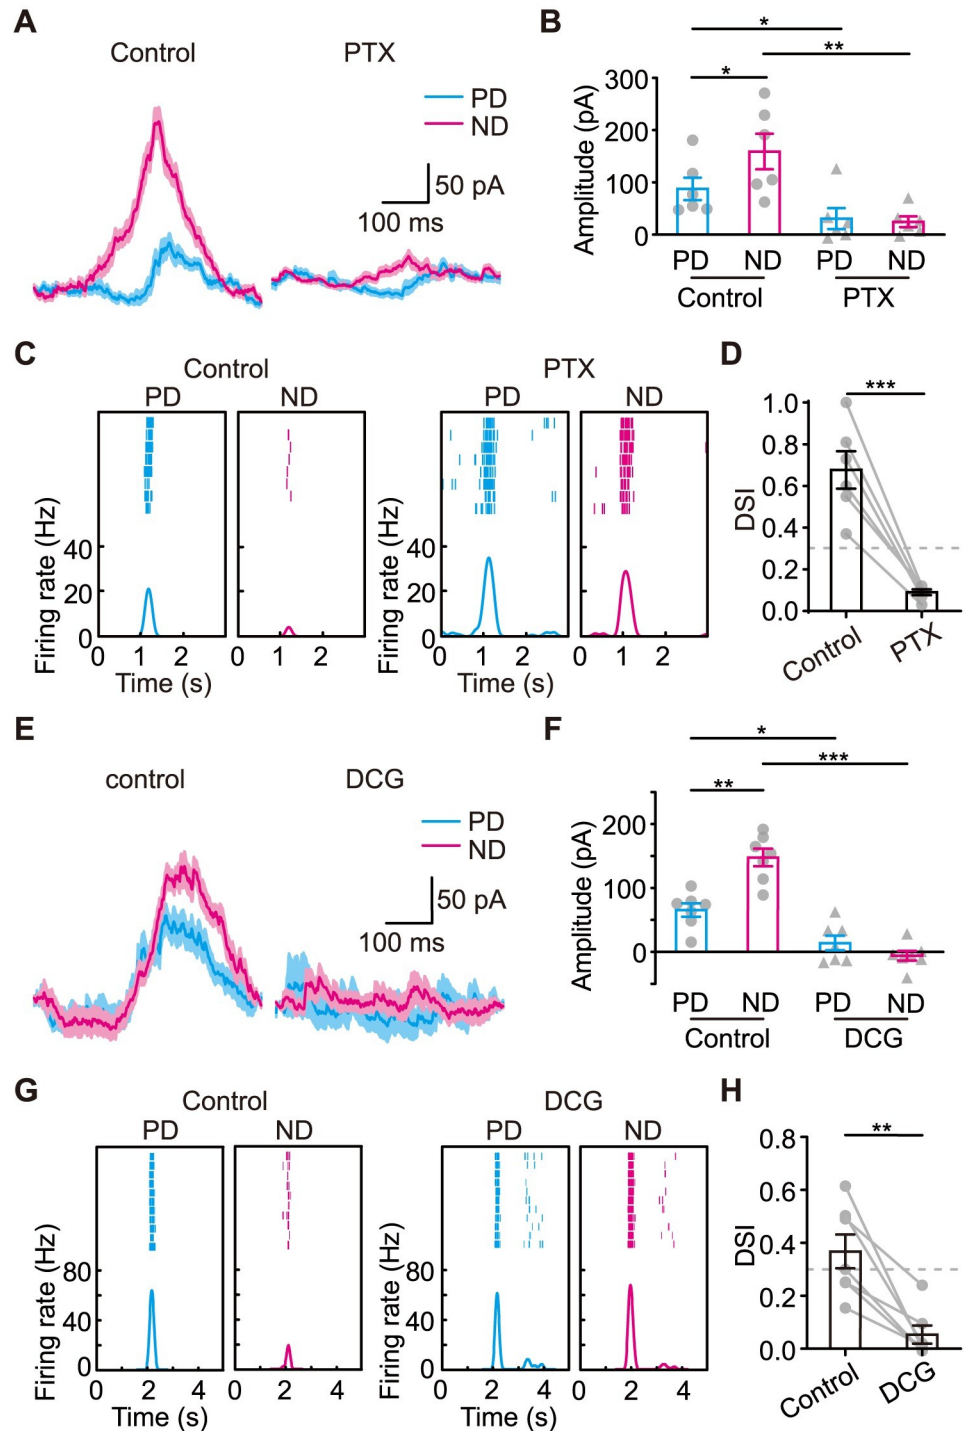 A
Control
PTX
PD
ND
50 pA
100 ms
B
*
**
*
Amplitude (pA)
300
200
100
0
PD ND PD ND
Control PTX
C
Control
PD ND
PTX
PD ND
Firing rate (Hz)
40
20
0
0 1 2 0 1 2
Time (s)
Firing rate (Hz)
40
20
0
0 1 2 0 1 2
Time (s)
D
***
DSI
1.0
0.8
0.6
0.4
0.2
0.0
Control
PTX
E
control
DCG
PD
ND
50 pA
100 ms
F
*
***
**
Amplitude (pA)
200
100
0
PD ND PD ND
Control DCG
G
Control
PD ND
DCG
PD ND
Firing rate (Hz)
80
40
0
0 2 4 0 2 4
Time (s)
Firing rate (Hz)
80
40
0
0 2 4 0 2 4
Time (s)
H
**
DSI
0.8
0.6
0.4
0.2
0.0
Control
DCG